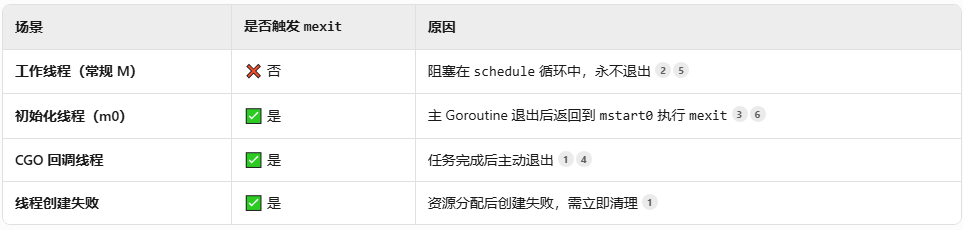 场景 是否触发 mexit 原因
工作线程（常规 M） ❌ 否 阻塞在 schedule 循环中，永不退出 2 5
初始化线程（m0） ✅ 是 主 Goroutine 退出后返回到 mstart0 执行 mexit 3 6
CGO 回调线程 ✅ 是 任务完成后主动退出 1 4
线程创建失败 ✅ 是 资源分配后创建失败，需立即清理 1